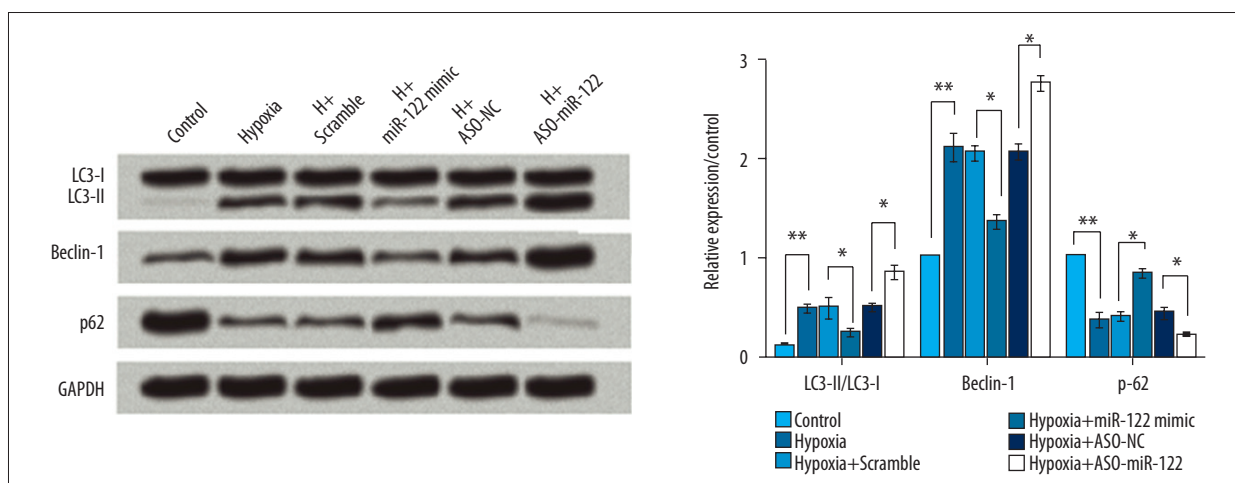 Control
Hypoxia
H+
Scramble
H+
miR-122 mimic
H+
ASO-NC
H+
ASO-miR-122
LC3-I
LC3-II
Beclin-1
p62
GAPDH
Relative expression/control
3
2
1
0
**
*
*
**
*
*
**
*
*
LC3-II/LC3-I
Beclin-1
p-62
Control
Hypoxia
Hypoxia+Scramble
Hypoxia+miR-122 mimic
Hypoxia+ASO-NC
Hypoxia+ASO-miR-122